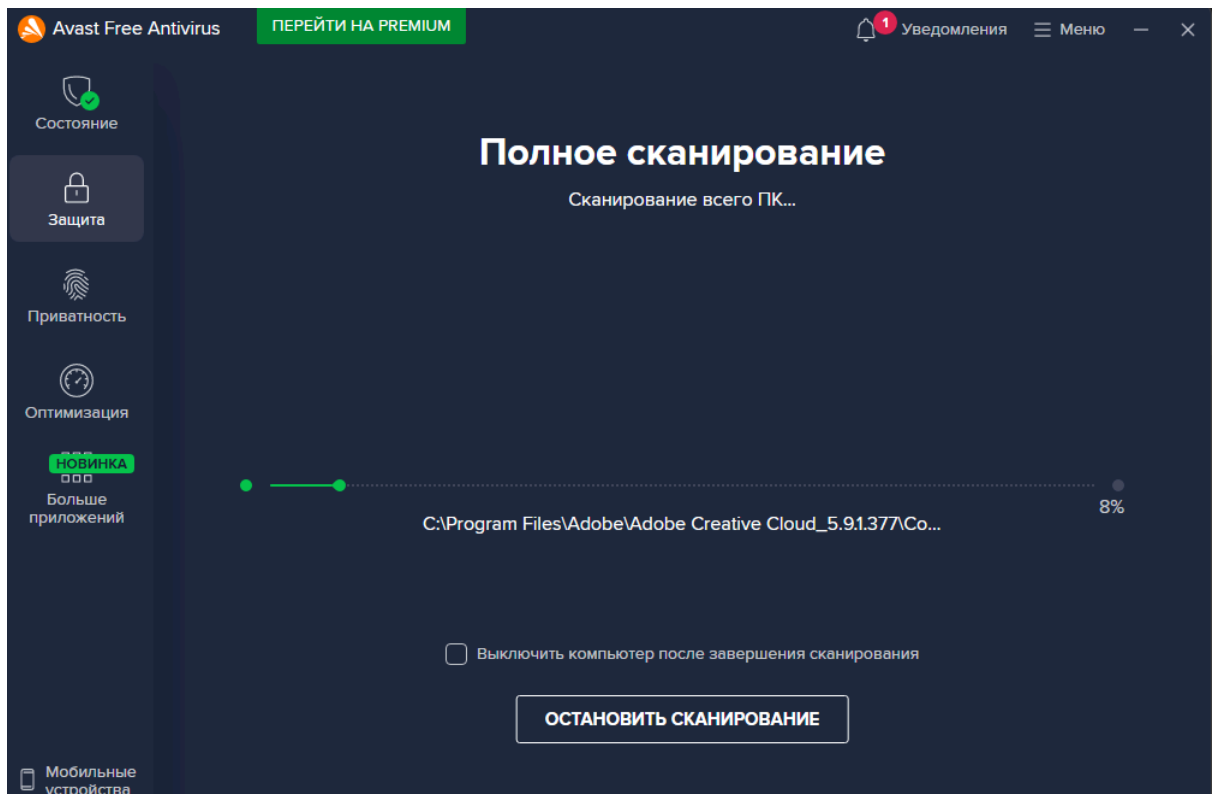 Avast Free Antivirus
ПЕРЕЙТИ НА PREMIUM
1
Уведомления
Меню
Состояние
Защита
Приватность
Оптимизация
НОВИНКА
Больше
приложений
Мобильные
устройства
Полное сканирование
Сканирование всего ПК...
8%
C:\Program Files\Adobe\Adobe Creative Cloud_5.9.1.377\Co...
Выключить компьютер после завершения сканирования
ОСТАНОВИТЬ СКАНИРОВАНИЕ